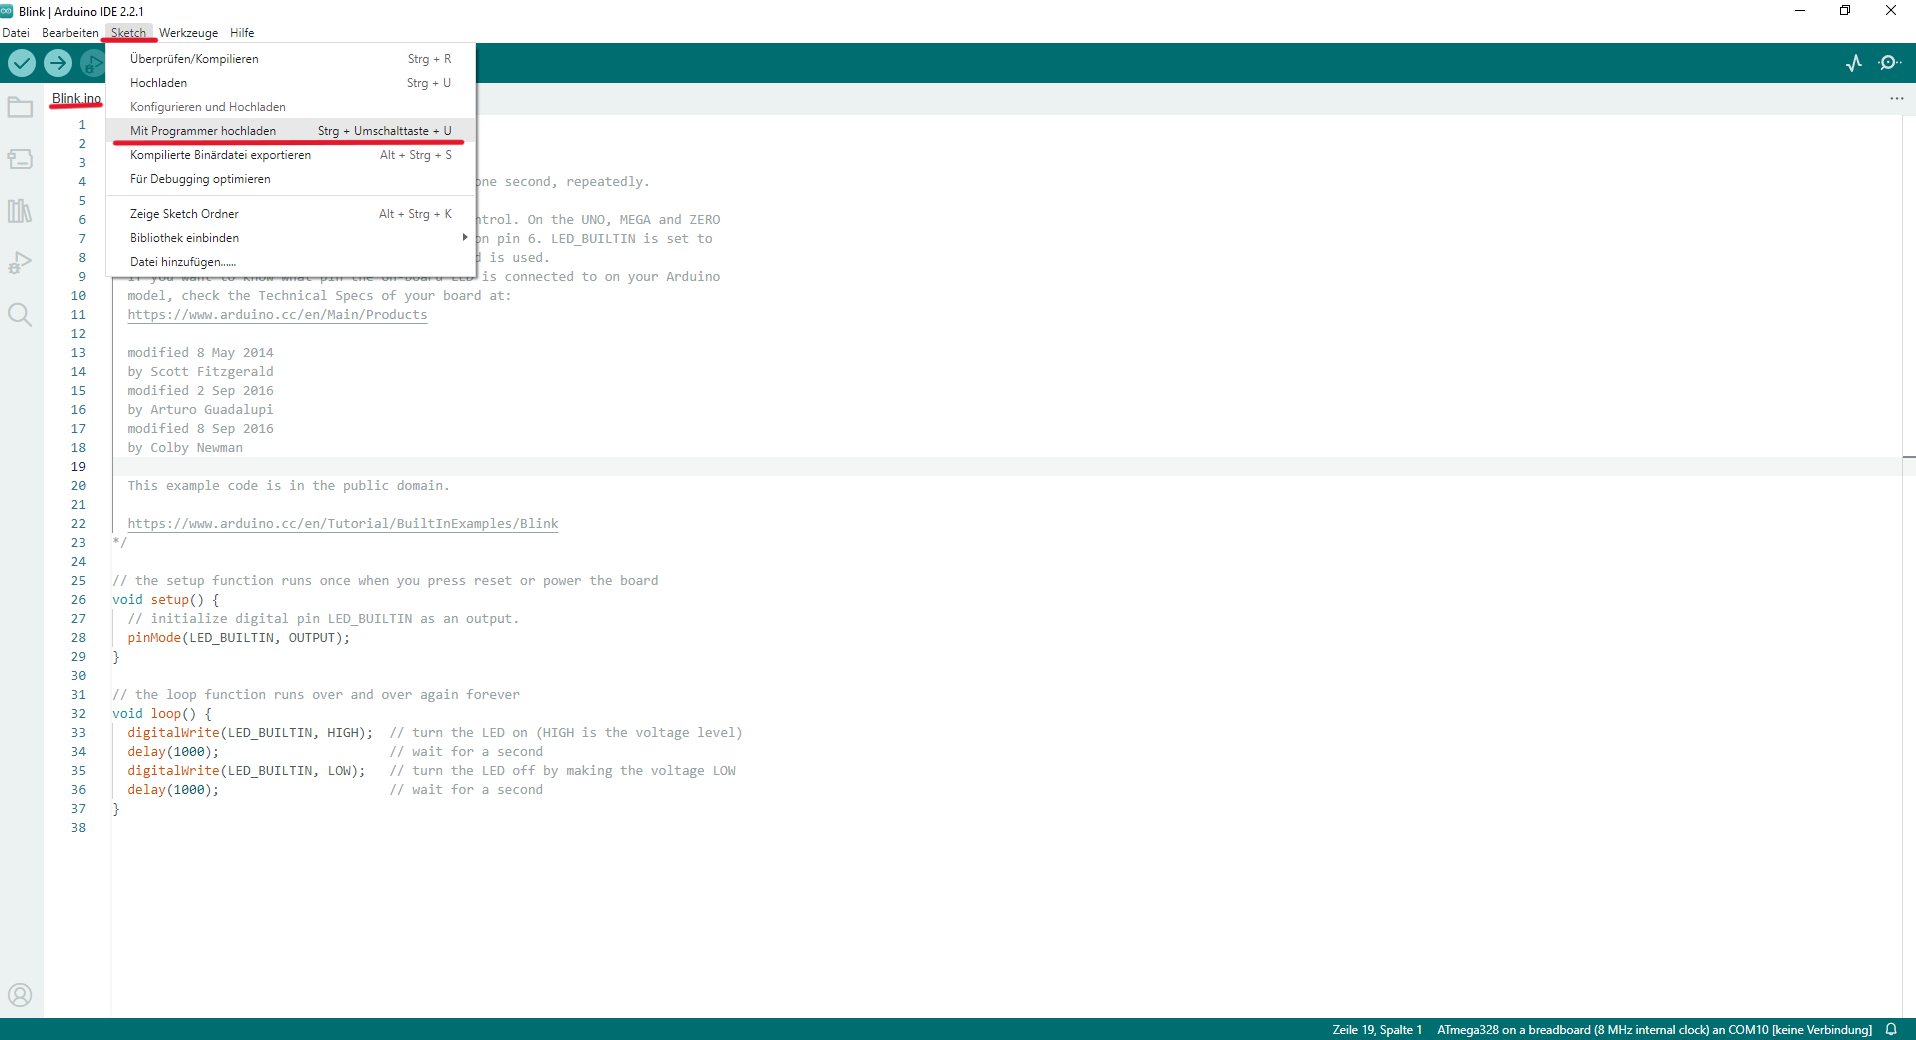 Blink | Arduino IDE 2.2.1
Datei Bearbeiten Sketch Werkzeuge Hilfe
Überprüfen/Kompilieren Strg + R
Hochladen Strg + U
Konfigurieren und Hochladen
Mit Programmer hochladen Strg + Umschalttaste + U
Kompilierte Binärdatei exportieren Alt + Strg + S
Für Debugging optimieren
Zeige Sketch Ordner Alt + Strg + K
Bibliothek einbinden
Datei hinzufügen......
Blink.ino
1
2
3
4 one second, repeatedly.
5
6 ntrol. On the UNO, MEGA and ZERO
7 on pin 6. LED_BUILTIN is set to
8 d is used.
9 If you want to know what pin the on-board LED is connected to on your Arduino
10 model, check the Technical Specs of your board at:
11 https://www.arduino.cc/en/Main/Products
12
13 modified 8 May 2014
14 by Scott Fitzgerald
15 modified 2 Sep 2016
16 by Arturo Guadalupi
17 modified 8 Sep 2016
18 by Colby Newman
19
20 This example code is in the public domain.
21
22 https://www.arduino.cc/en/Tutorial/BuiltInExamples/Blink
23 */
24
25 // the setup function runs once when you press reset or power the board
26 void setup() {
27 // initialize digital pin LED_BUILTIN as an output.
28 pinMode(LED_BUILTIN, OUTPUT);
29 }
30
31 // the loop function runs over and over again forever
32 void loop() {
33 digitalWrite(LED_BUILTIN, HIGH); // turn the LED on (HIGH is the voltage level)
34 delay(1000); // wait for a second
35 digitalWrite(LED_BUILTIN, LOW); // turn the LED off by making the voltage LOW
36 delay(1000); // wait for a second
37 }
38
Zeile 19, Spalte 1 ATmega328 on a breadboard (8 MHz internal clock) an COM10 [keine Verbindung]